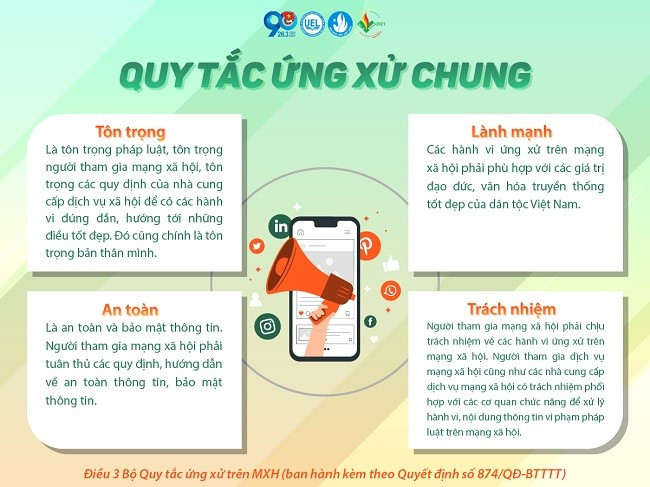 90
26.3
UEL
2021
QUY TẮC ỨNG XỬ CHUNG
Tôn trọng
Là tôn trọng pháp luật, tôn trọng
người tham gia mạng xã hội, tôn
trọng các quy định của nhà cung
cấp dịch vụ xã hội để có các hành
vi đúng đắn, hướng tới những
điều tốt đẹp. Đó cũng chính là tôn
trọng bản thân mình.
Lành mạnh
Các hành vi ứng xử trên mạng
xã hội phải phù hợp với các giá trị
đạo đức, văn hóa truyền thống
tốt đẹp của dân tộc Việt Nam.
An toàn
Là an toàn và bảo mật thông tin.
Người tham gia mạng xã hội phải
tuân thủ các quy định, hướng dẫn
về an toàn thông tin, bảo mật
thông tin.
Trách nhiệm
Người tham gia mạng xã hội phải chịu
trách nhiệm về các hành vi ứng xử trên
mạng xã hội. Người tham gia dịch vụ
mạng xã hội cũng như các nhà cung cấp
dịch vụ mạng xã hội có trách nhiệm phối
hợp với các cơ quan chức năng để xử lý
hành vi, nội dung thông tin vi phạm pháp
luật trên mạng xã hội.
Điều 3 Bộ Quy tắc ứng xử trên MXH (ban hành kèm theo Quyết định số 874/QĐ-BTTTT)